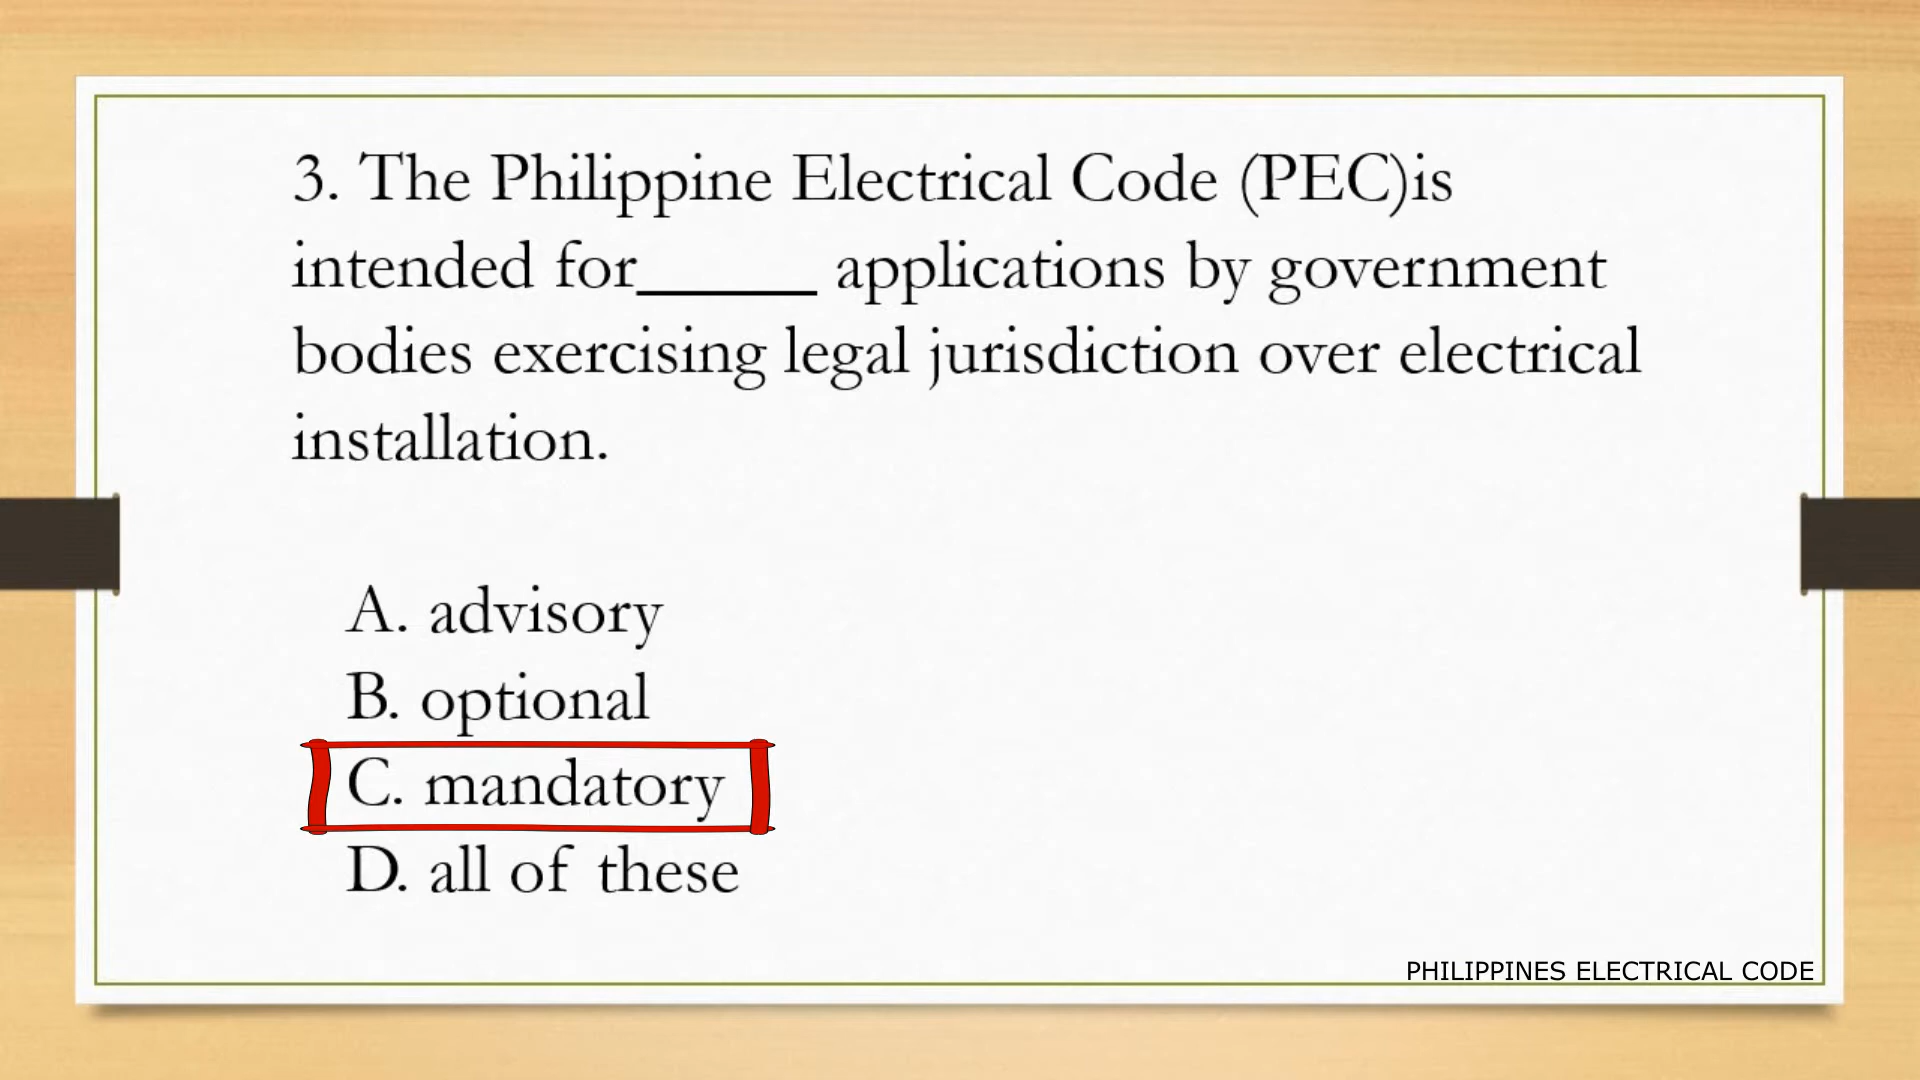 3. The Philippine Electrical Code (PEC)is
intended for_____ applications by government
bodies exercising legal jurisdiction over electrical
installation.
A. advisory
B. optional
C. mandatory
D. all of these
PHILIPPINES ELECTRICAL CODE